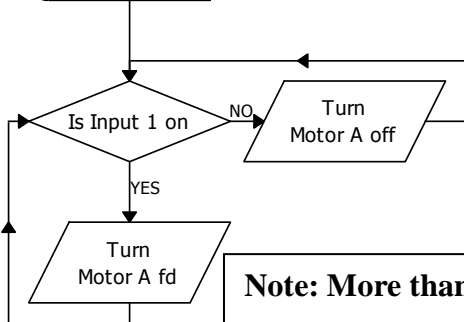 Is Input 1 on
NO
Turn
Motor A off
YES
Turn
Motor A fd
Note: More than